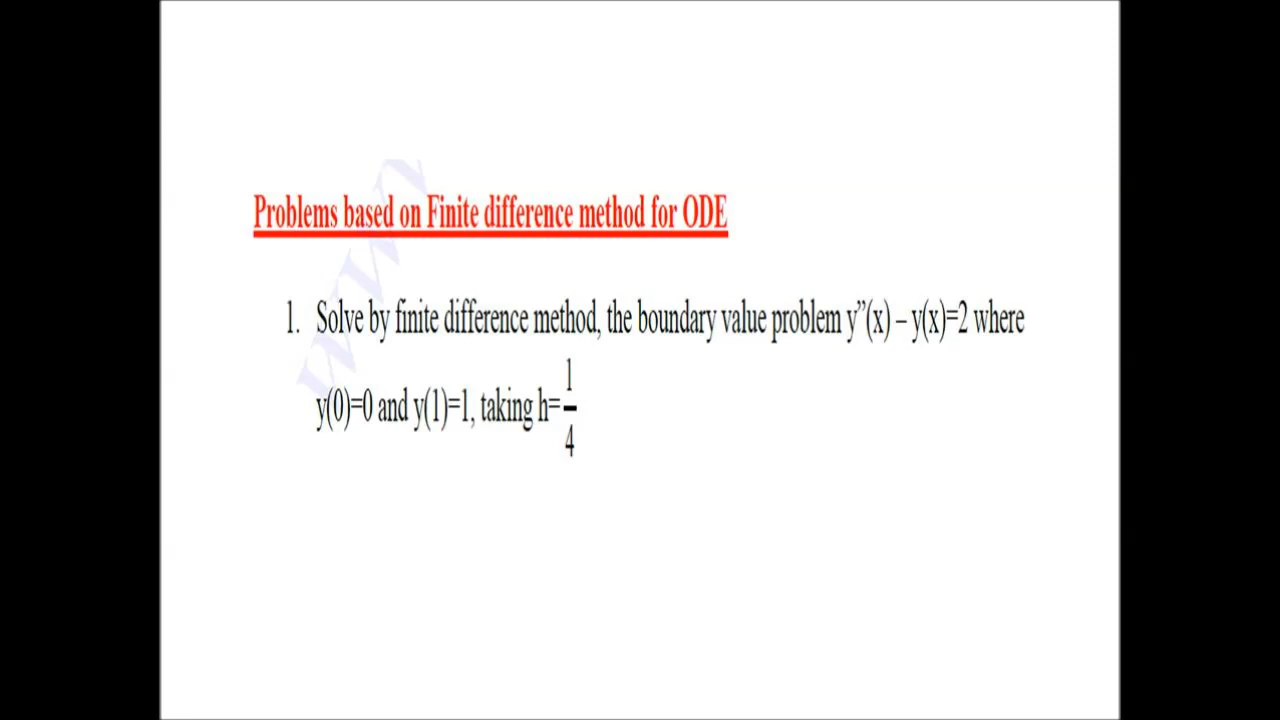 Problems based on Finite difference method for ODE
1. Solve by finite difference method, the boundary value problem y”(x) – y(x)=2 where
y(0)=0 and y(1)=1, taking h=1/4
www